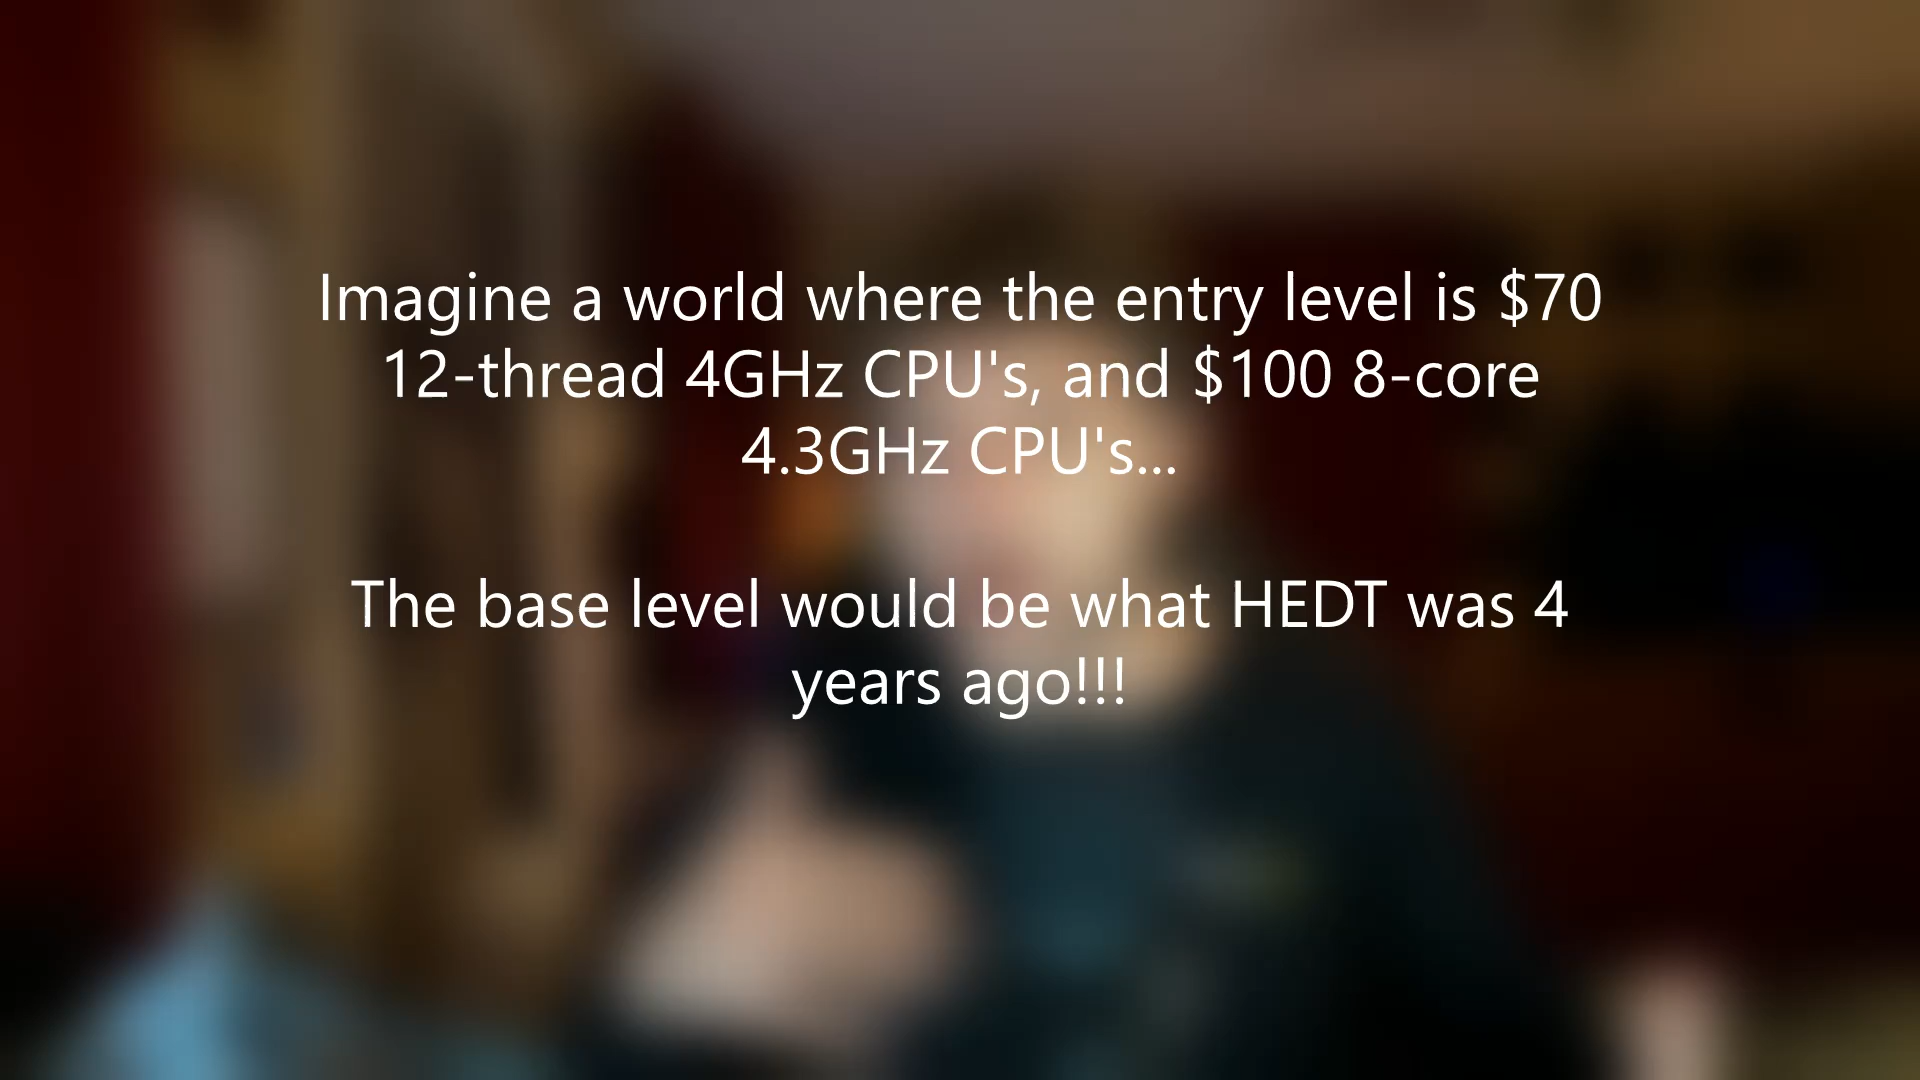 Imagine a world where the entry level is $70
12-thread 4GHz CPU's, and $100 8-core
4.3GHz CPU's...
The base level would be what HEDT was 4
years ago!!!